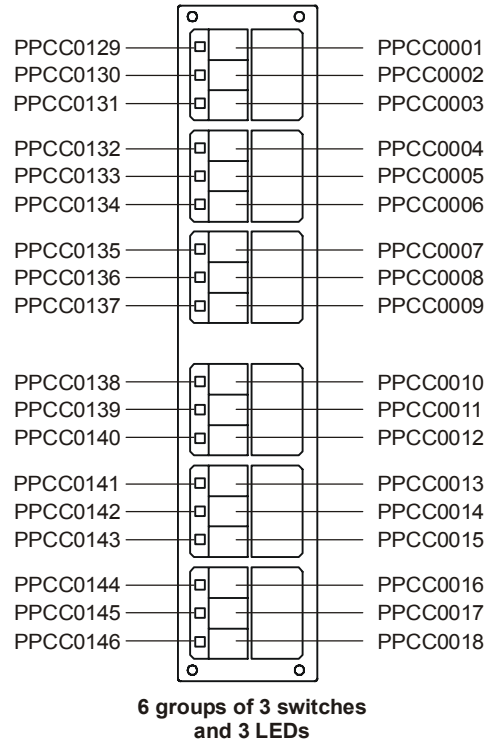 PPCC0129 PPCC0001
PPCC0130 PPCC0002
PPCC0131 PPCC0003
PPCC0132 PPCC0004
PPCC0133 PPCC0005
PPCC0134 PPCC0006
PPCC0135 PPCC0007
PPCC0136 PPCC0008
PPCC0137 PPCC0009
PPCC0138 PPCC0010
PPCC0139 PPCC0011
PPCC0140 PPCC0012
PPCC0141 PPCC0013
PPCC0142 PPCC0014
PPCC0143 PPCC0015
PPCC0144 PPCC0016
PPCC0145 PPCC0017
PPCC0146 PPCC0018
6 groups of 3 switches
and 3 LEDs